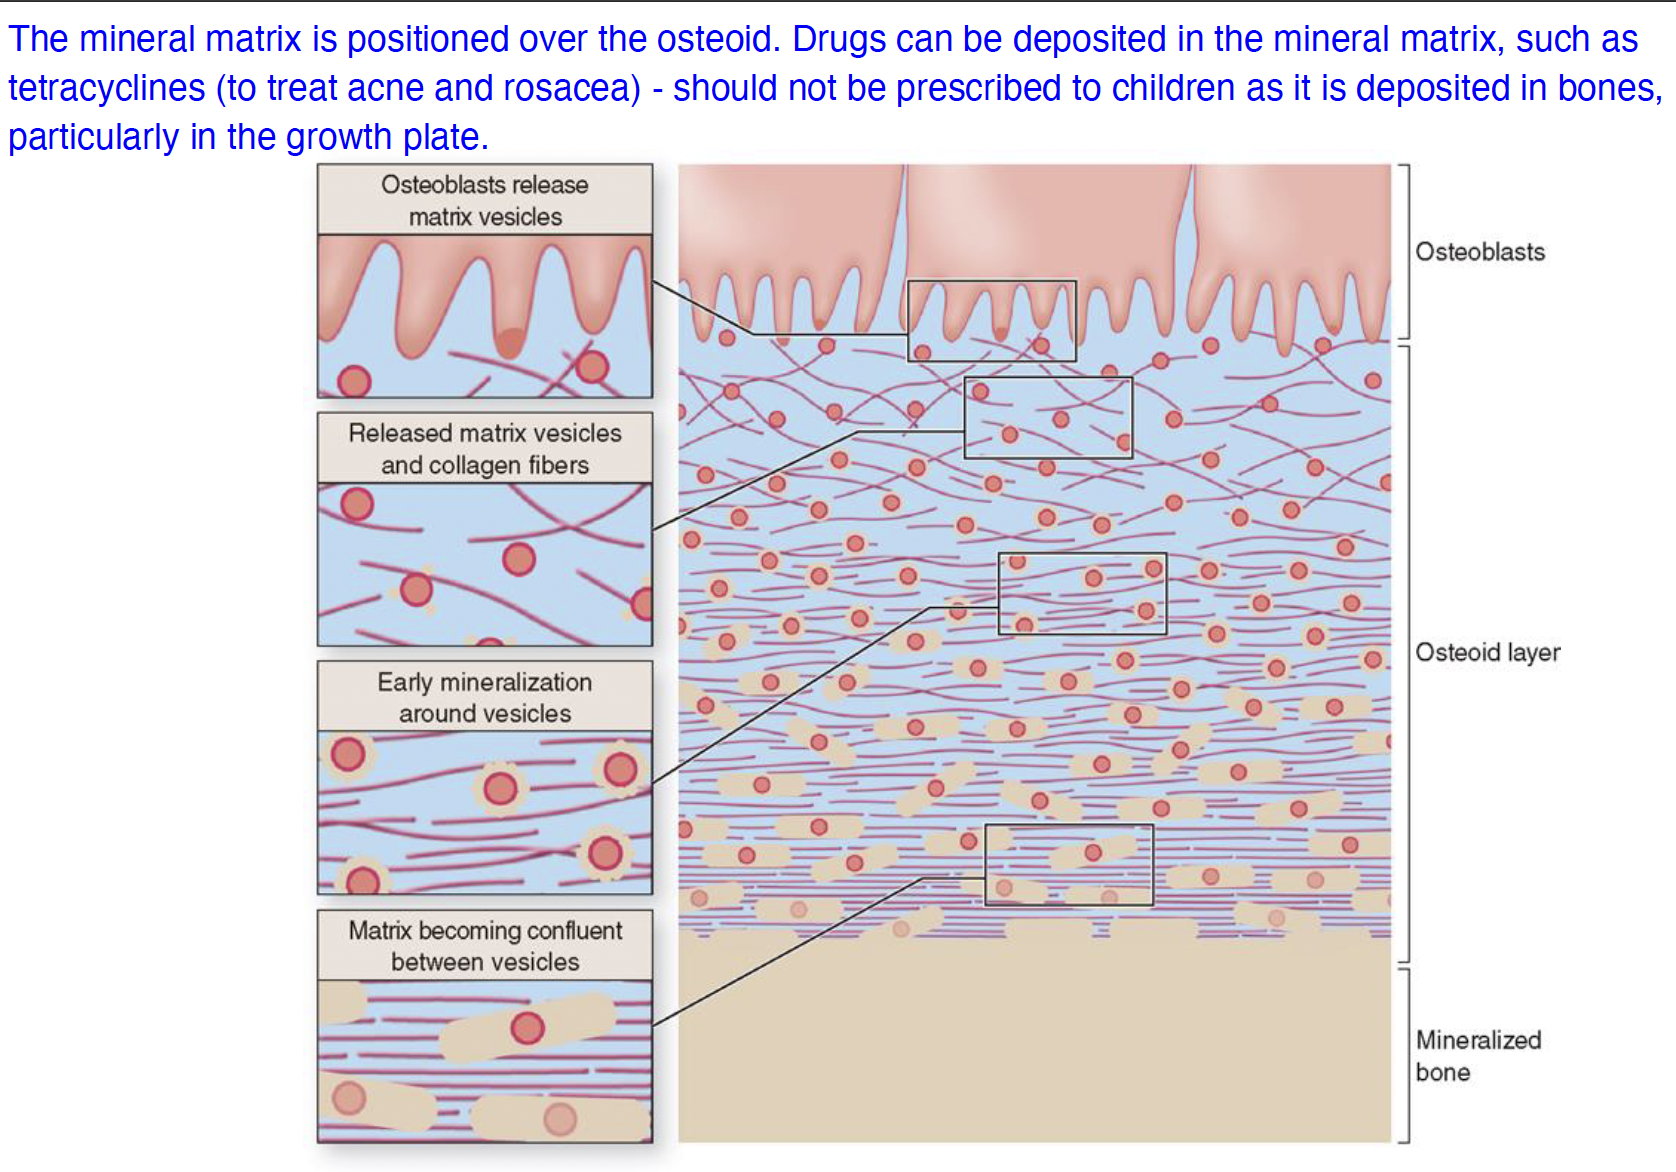 The mineral matrix is positioned over the osteoid. Drugs can be deposited in the mineral matrix, such as
tetracyclines (to treat acne and rosacea) - should not be prescribed to children as it is deposited in bones,
particularly in the growth plate.
Osteoblasts release
matrix vesicles
Released matrix vesicles
and collagen fibers
Early mineralization
around vesicles
Matrix becoming confluent
between vesicles
Osteoblasts
Osteoid layer
Mineralized
bone